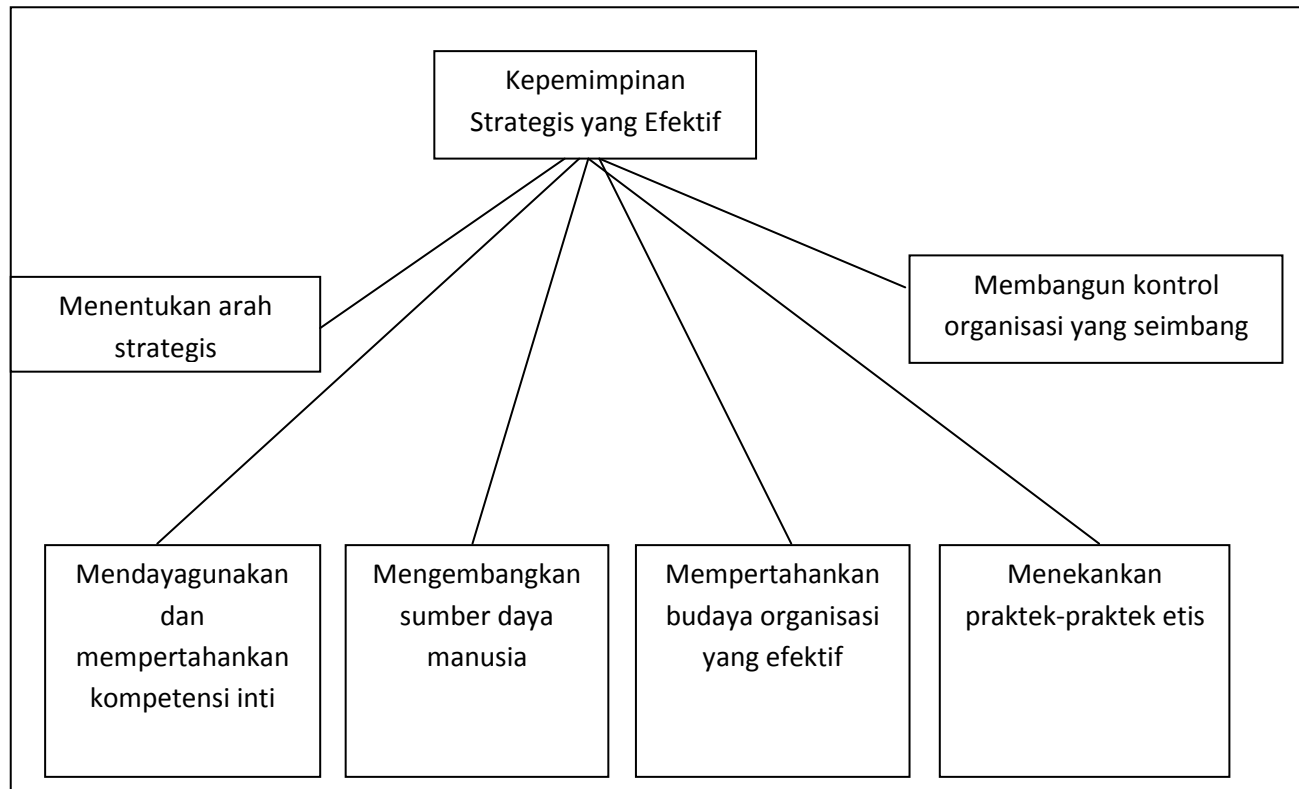 Kepemimpinan
Strategis yang Efektif
Menentukan arah
strategis
Membangun kontrol
organisasi yang seimbang
Mendayagunakan
dan
mempertahankan
kompetensi inti
Mengembangkan
sumber daya
manusia
Mempertahankan
budaya organisasi
yang efektif
Menekankan
praktek-praktek etis